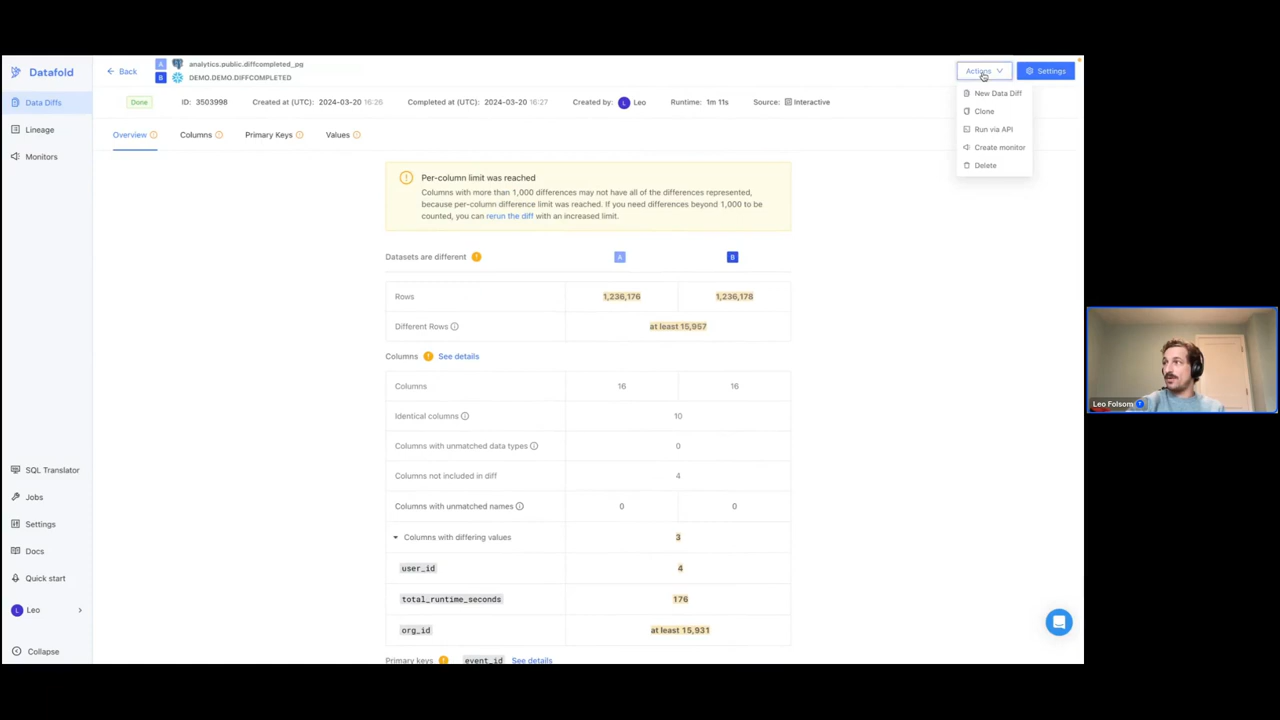 Datafold
Back
A analytics.public.diffcompleted_pg
B DEMO.DEMO.DIFFCOMPLETED
Actions
Settings
Data Diffs
Lineage
Monitors
Done
ID: 3503998
Created at (UTC): 2024-03-20 16:26
Completed at (UTC): 2024-03-20 16:27
Created by: L Leo
Runtime: 1m 11s
Source: Interactive
New Data Diff
Clone
Run via API
Create monitor
Delete
Overview
Columns
Primary Keys
Values
Per-column limit was reached
Columns with more than 1,000 differences may not have all of the differences represented,
because per-column difference limit was reached. If you need differences beyond 1,000 to be
counted, you can rerun the diff with an increased limit.
Datasets are different A B
Rows 1,236,176 1,236,178
Different Rows at least 15,957
Columns See details
Columns 16 16
Identical columns 10
Columns with unmatched data types 0
Columns not included in diff 4
Columns with unmatched names 0 0
Columns with differing values 3
user_id 4
total_runtime_seconds 176
org_id at least 15,931
Primary keys event_id See details
SQL Translator
Jobs
Settings
Docs
Quick start
L Leo
Collapse
Leo Folsom